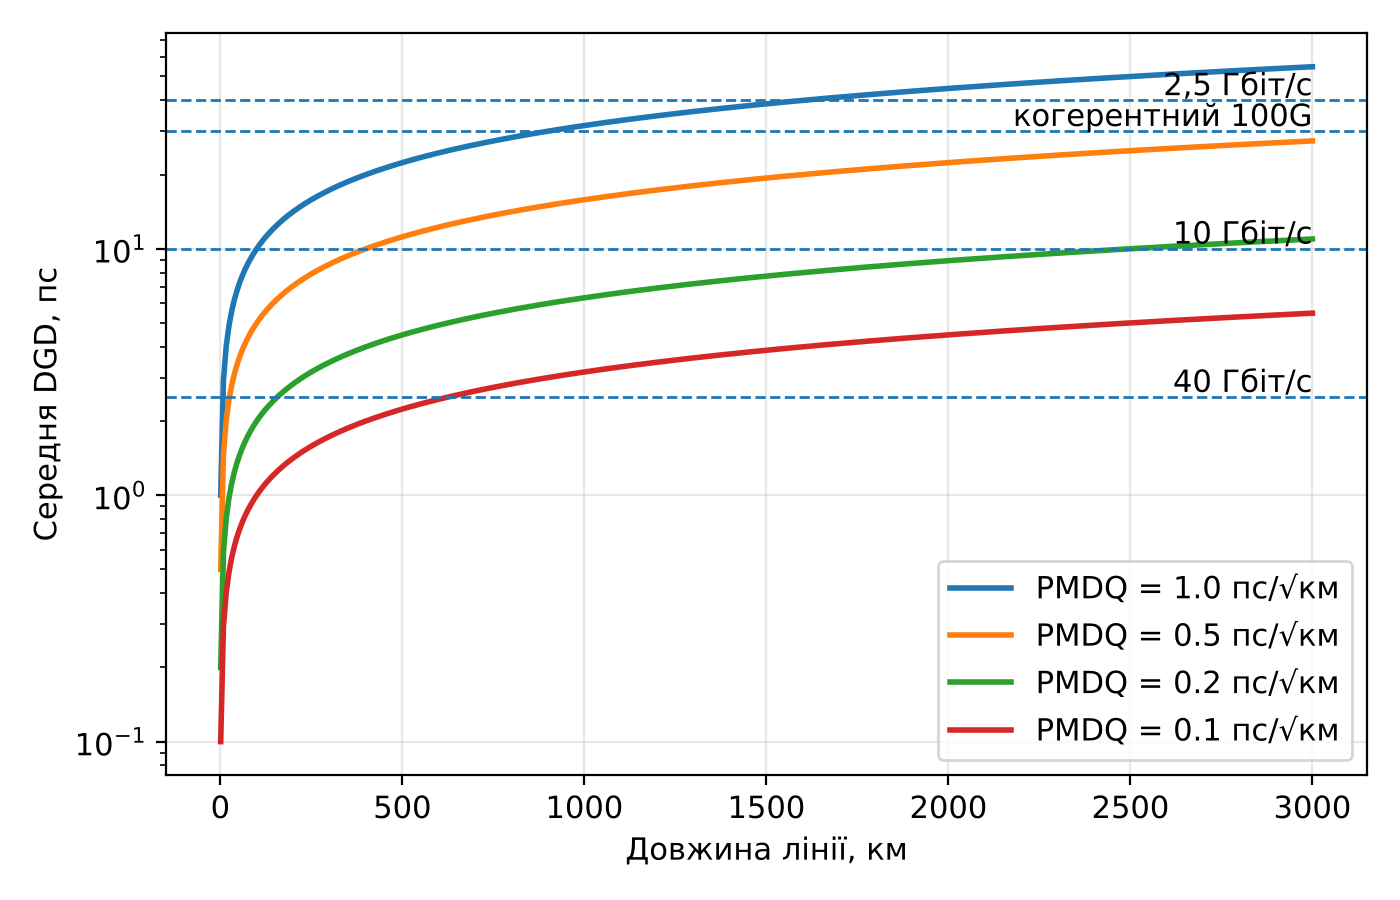 2,5 Гбіт/с
когерентний 100G
10 Гбіт/с
40 Гбіт/с
Середня DGD, пс
10¹
10⁰
10⁻¹
PMDQ = 1.0 пс/√км
PMDQ = 0.5 пс/√км
PMDQ = 0.2 пс/√км
PMDQ = 0.1 пс/√км
0 500 1000 1500 2000 2500 3000
Довжина лінії, км